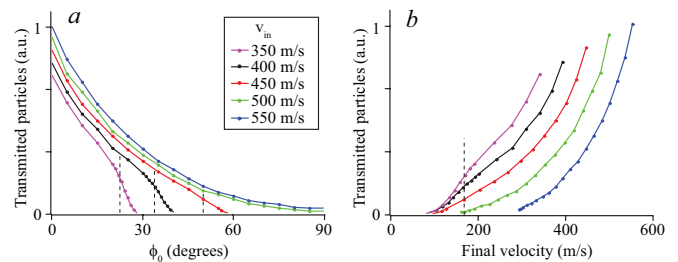 a
b
v_in
350 m/s
400 m/s
450 m/s
500 m/s
550 m/s
Transmitted particles (a.u.)
1
0
0
30
60
90
ϕ_0 (degrees)
Transmitted particles (a.u.)
1
0
0
200
400
600
Final velocity (m/s)